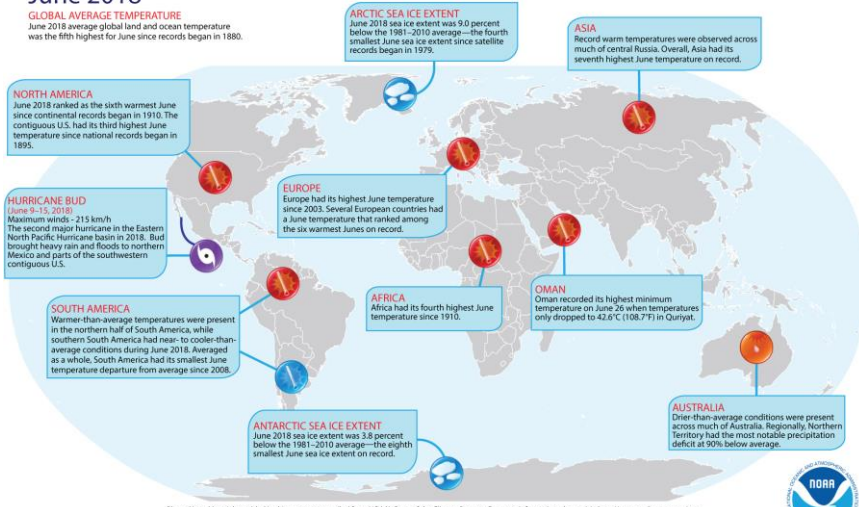 June 2018
GLOBAL AVERAGE TEMPERATURE
June 2018 average global land and ocean temperature
was the fifth highest for June since records began in 1880.
ARCTIC SEA ICE EXTENT
June 2018 sea ice extent was 9.0 percent
below the 1981–2010 average—the fourth
smallest June sea ice extent since satellite
records began in 1979.
ASIA
Record warm temperatures were observed across
much of central Russia. Overall, Asia had its
seventh highest June temperature on record.
NORTH AMERICA
June 2018 ranked as the sixth warmest June
since continental records began in 1910. The
contiguous U.S. had its third highest June
temperature since national records began in
1895.
EUROPE
Europe had its highest June temperature
since 2003. Several European countries had
a June temperature that ranked among
the six warmest Junes on record.
HURRICANE BUD
(June 9–15, 2018)
Maximum winds - 215 km/h
The second major hurricane in the Eastern
North Pacific Hurricane basin in 2018. Bud
brought heavy rain and floods to northern
Mexico and parts of the southwestern
contiguous U.S.
SOUTH AMERICA
Warmer-than-average temperatures were present
in the northern half of South America, while
southern South America had near- to cooler-than-
average conditions during June 2018. Averaged
as a whole, South America had its smallest June
temperature departure from average since 2008.
AFRICA
Africa had its fourth highest June
temperature since 1910.
OMAN
Oman recorded its highest minimum
temperature on June 26 when temperatures
only dropped to 42.6°C (108.7°F) in Quriyat.
ANTARCTIC SEA ICE EXTENT
June 2018 sea ice extent was 3.8 percent
below the 1981–2010 average—the eighth
smallest June sea ice extent on record.
AUSTRALIA
Drier-than-average conditions were present
across much of Australia. Regionally, Northern
Territory had the most notable precipitation
deficit at 90% below average.
NATIONAL OCEANIC AND ATMOSPHERIC ADMINISTRATION
NOAA